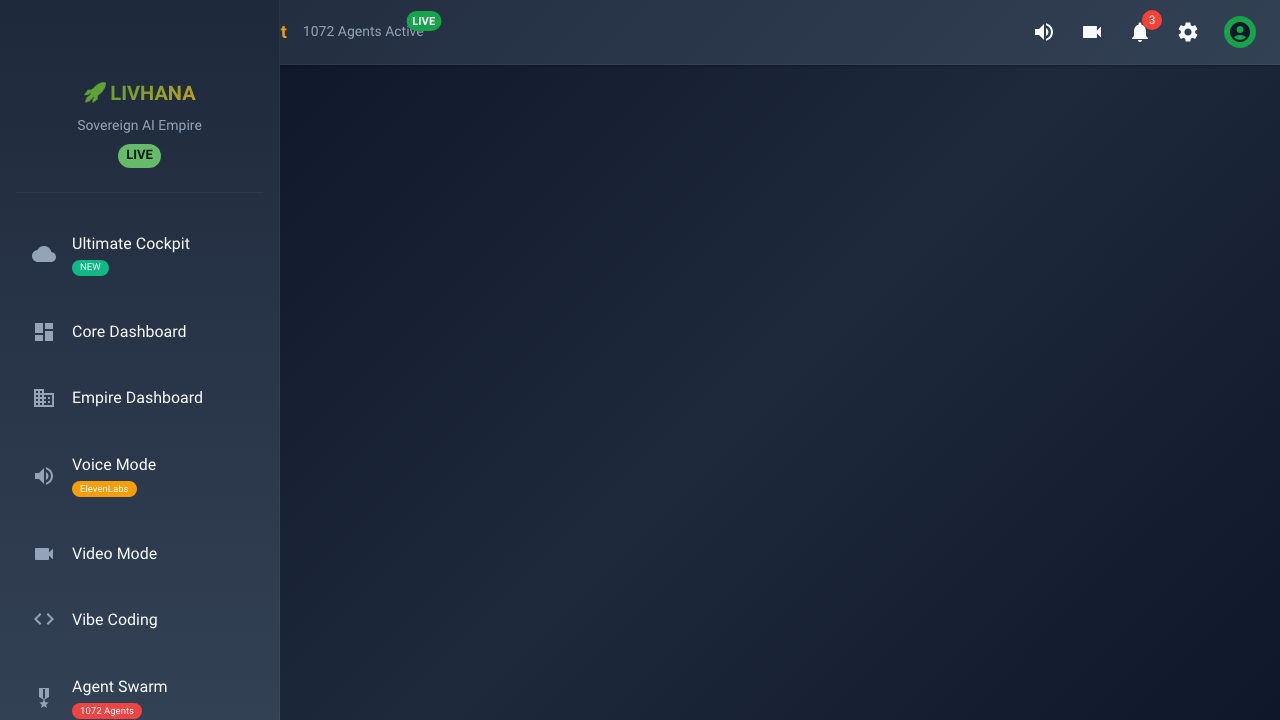 t 1072 Agents Active LIVE 3
LIVHANA
Sovereign AI Empire
LIVE
Ultimate Cockpit
NEW
Core Dashboard
Empire Dashboard
Voice Mode
ElevenLabs
Video Mode
Vibe Coding
Agent Swarm
1072 Agents